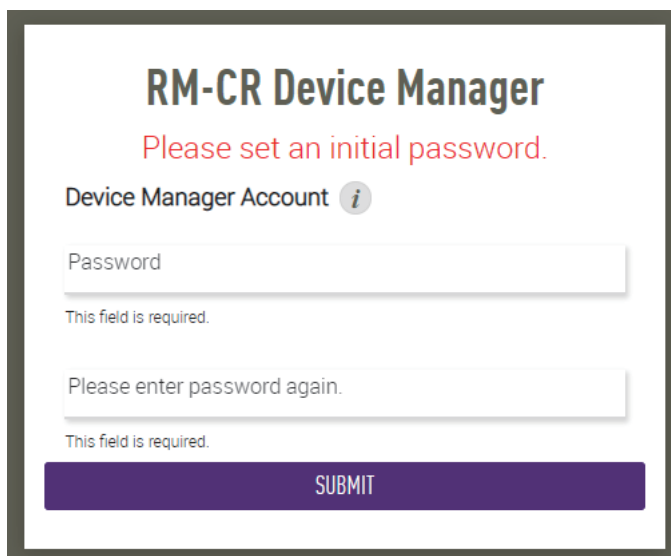 RM-CR Device Manager
Please set an initial password.
Device Manager Account i
Password
This field is required.
Please enter password again.
This field is required.
SUBMIT